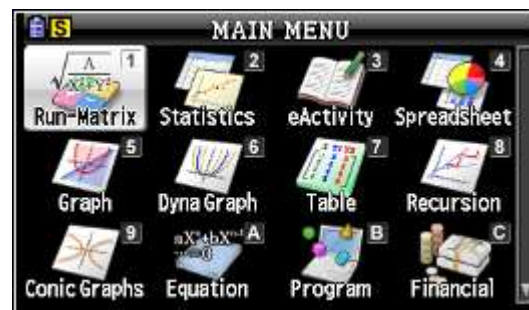 S MAIN MENU
1 2 3 4
Run-Matrix Statistics eActivity Spreadsheet
5 6 7 8
Graph Dyna Graph Table Recursion
9 A B C
Conic Graphs Equation Program Financial